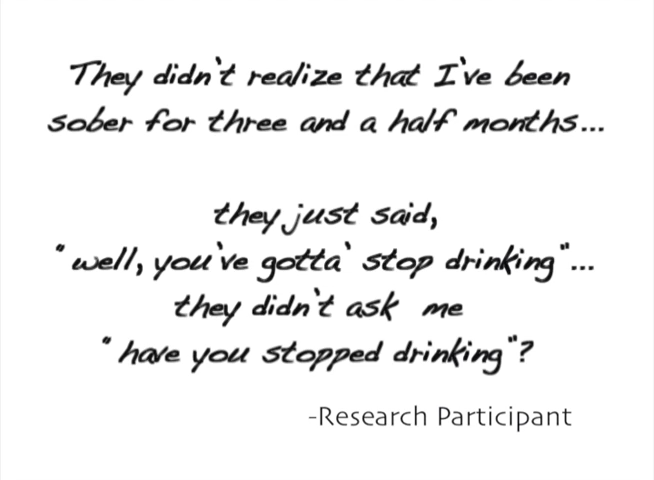 They didn't realize that I've been
sober for three and a half months...
they just said,
"well, you've gotta' stop drinking"...
they didn't ask me
"have you stopped drinking"?
-Research Participant